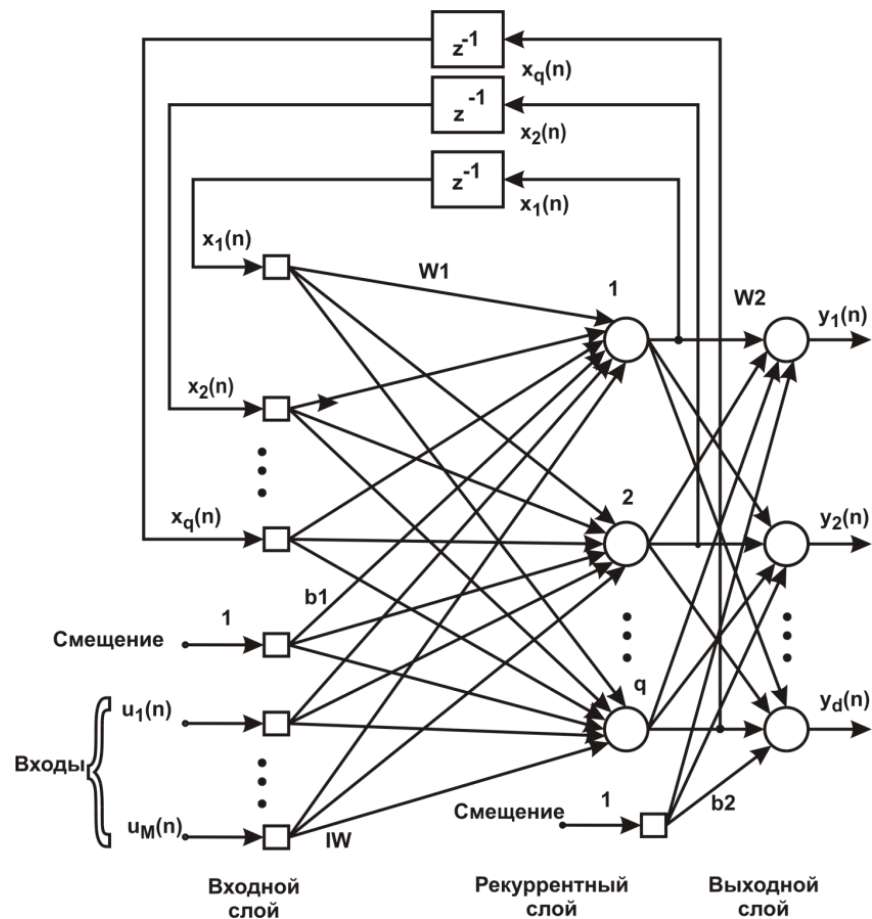 z-1
xq(n)
z-1
x2(n)
z-1
x1(n)
x1(n)
W1
1
W2
y1(n)
x2(n)
2
xq(n)
y2(n)
b1
Смещение
1
q
u1(n)
yd(n)
Входы
Смещение
1
b2
uM(n)
IW
Входной
слой
Рекуррентный
слой
Выходной
слой